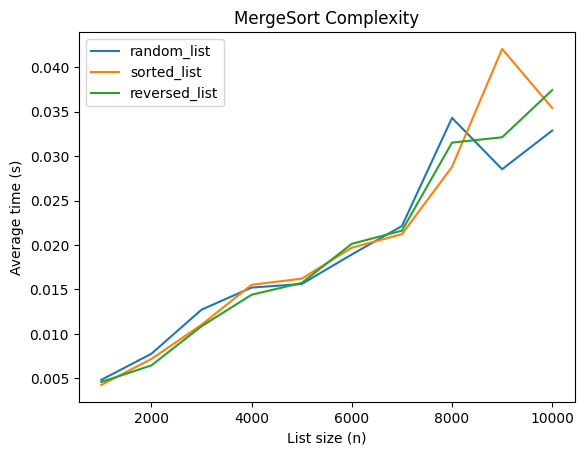 MergeSort Complexity
random_list
sorted_list
reversed_list
Average time (s)
0.040
0.035
0.030
0.025
0.020
0.015
0.010
0.005
2000 4000 6000 8000 10000
List size (n)